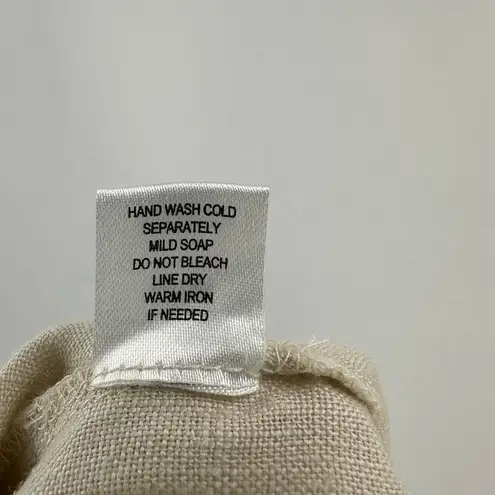 HAND WASH COLD
SEPARATELY
MILD SOAP
DO NOT BLEACH
LINE DRY
WARM IRON
IF NEEDED